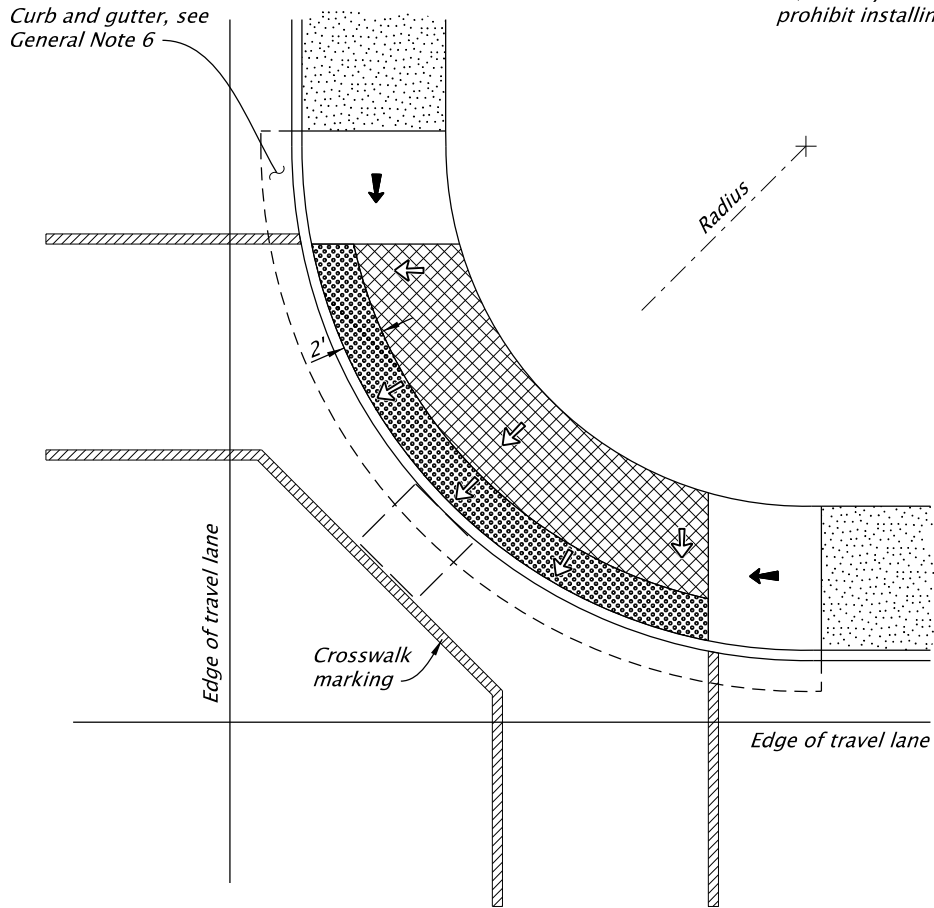 Curb and gutter, see
General Note 6
prohibit
Radius
2'
Edge of travel lane
Crosswalk
marking
Edge of travel lane